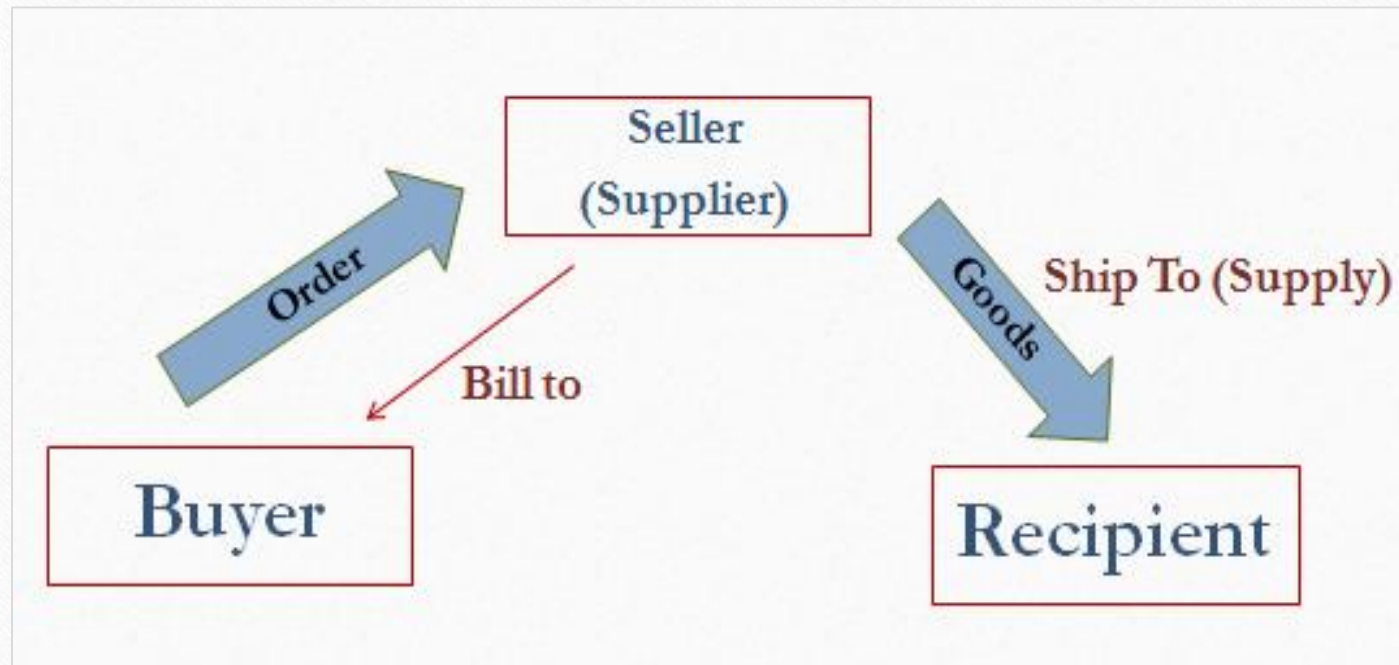 Seller
(Supplier)
Order
Goods
Ship To (Supply)
Bill to
Buyer
Recipient